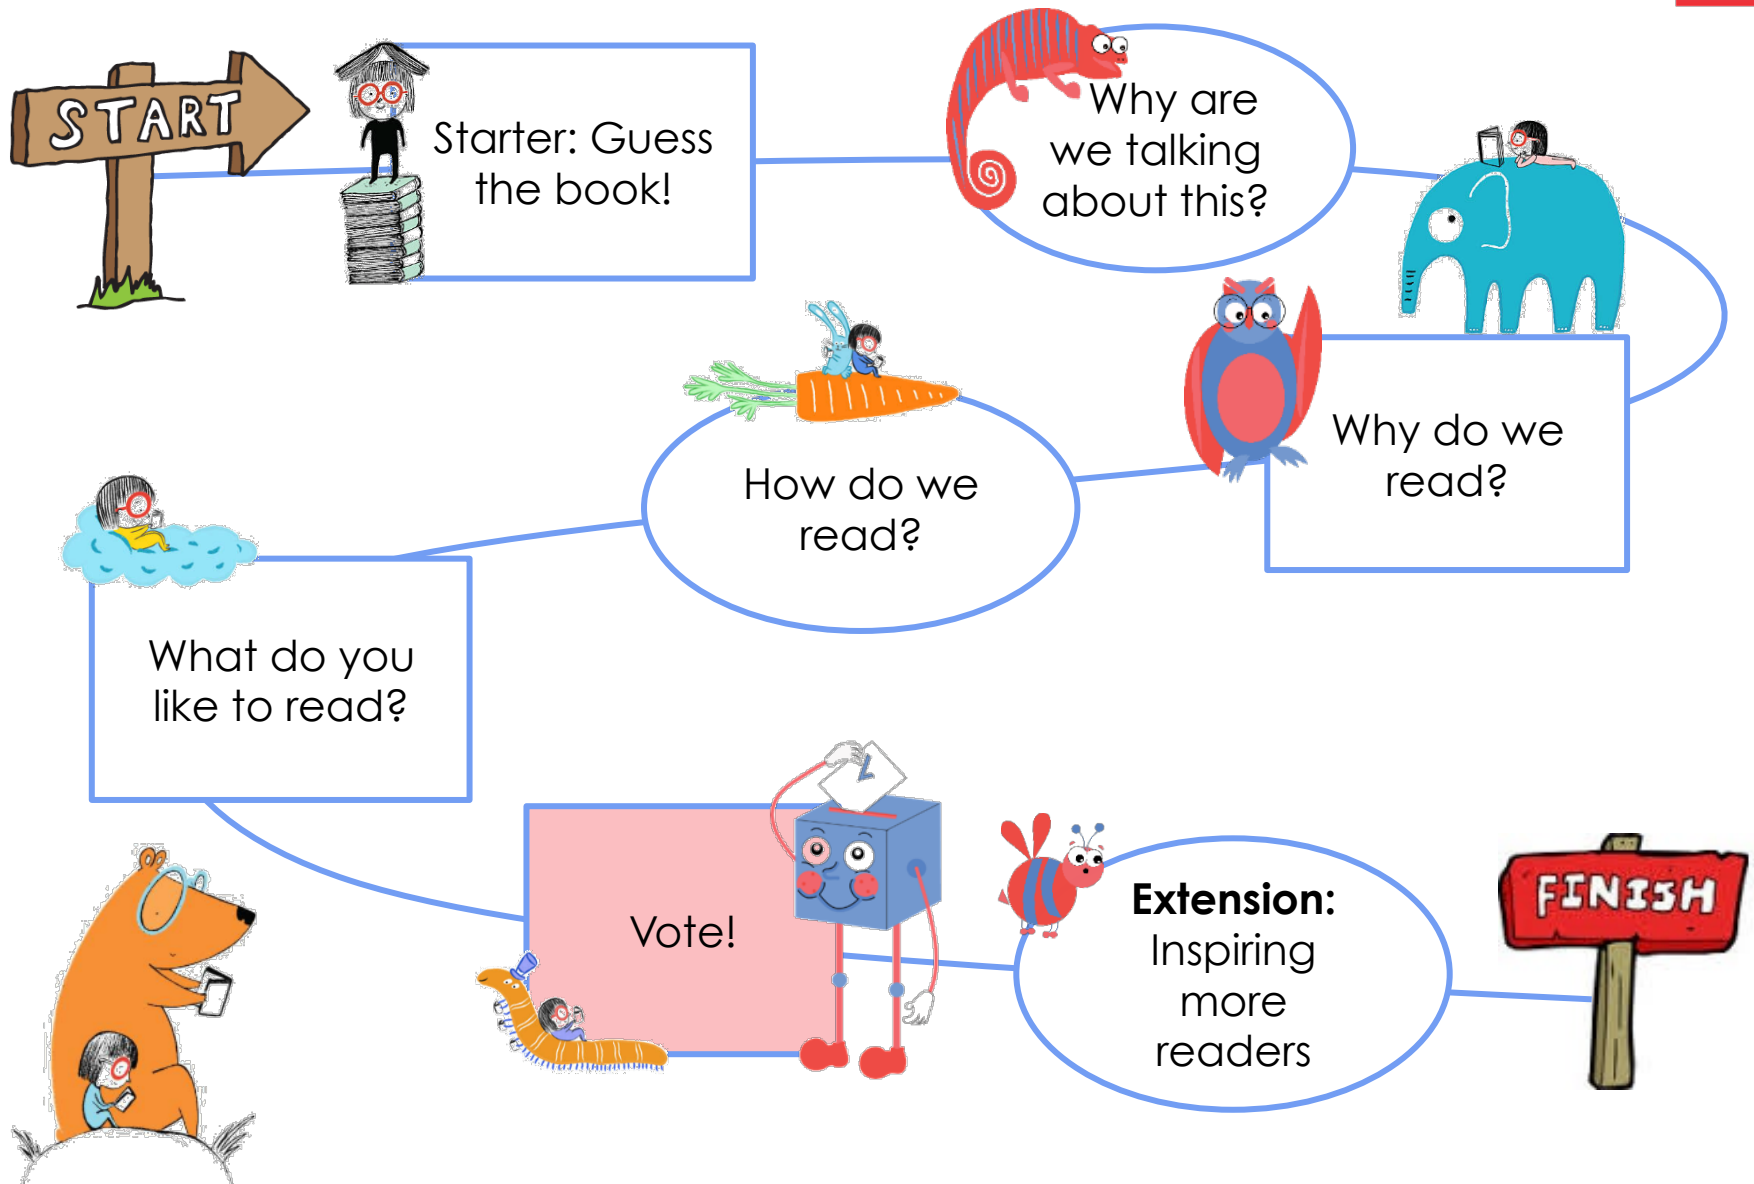 START
Starter: Guess
the book!
Why are
we talking
about this?
Why do we
read?
How do we
read?
What do you
like to read?
Vote!
Extension:
Inspiring
more
readers
FINISH